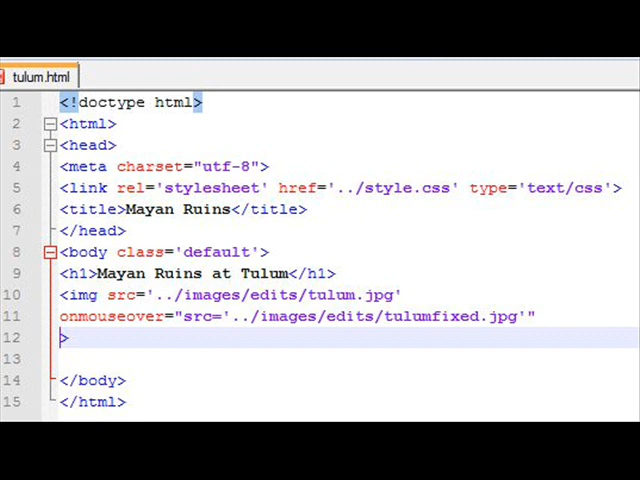 tulum.html
1 <!doctype html>
2 <html>
3 <head>
4 <meta charset="utf-8">
5 <link rel='stylesheet' href='../style.css' type='text/css'>
6 <title>Mayan Ruins</title>
7 </head>
8 <body class='default'>
9 <h1>Mayan Ruins at Tulum</h1>
10 <img src='../images/edits/tulum.jpg'
11 onmouseover="src='../images/edits/tulumfixed.jpg'"
12 >
13
14 </body>
15 </html>